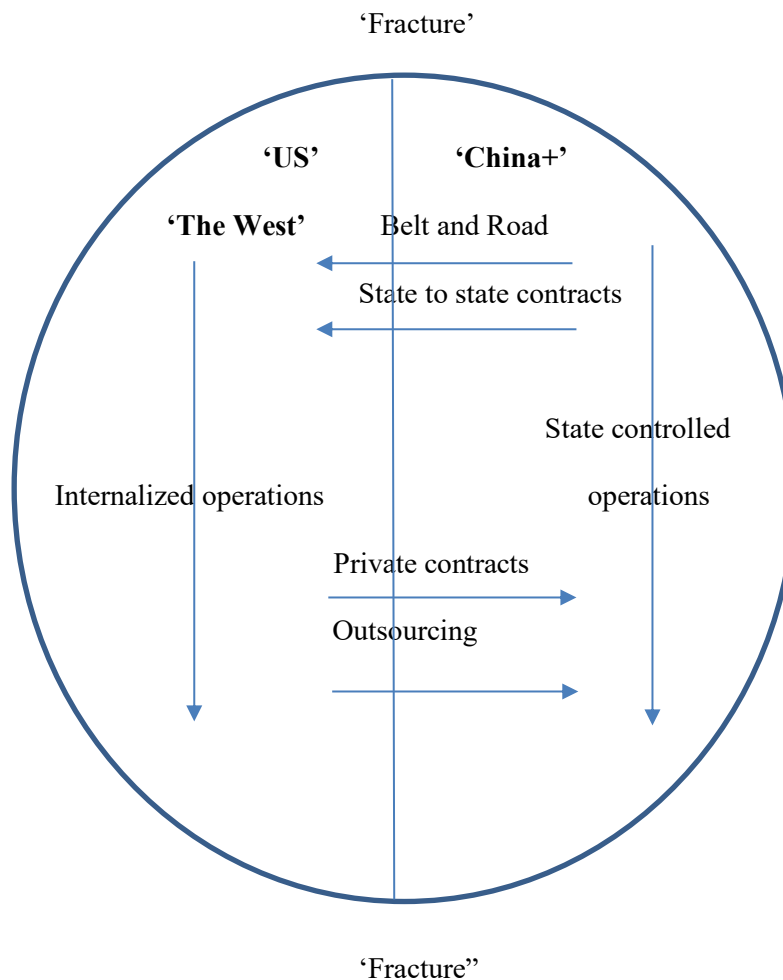 ‘Fracture’
‘US’ ‘China+’
‘The West’ Belt and Road
State to state contracts
State controlled
Internalized operations operations
Private contracts
Outsourcing
‘Fracture”